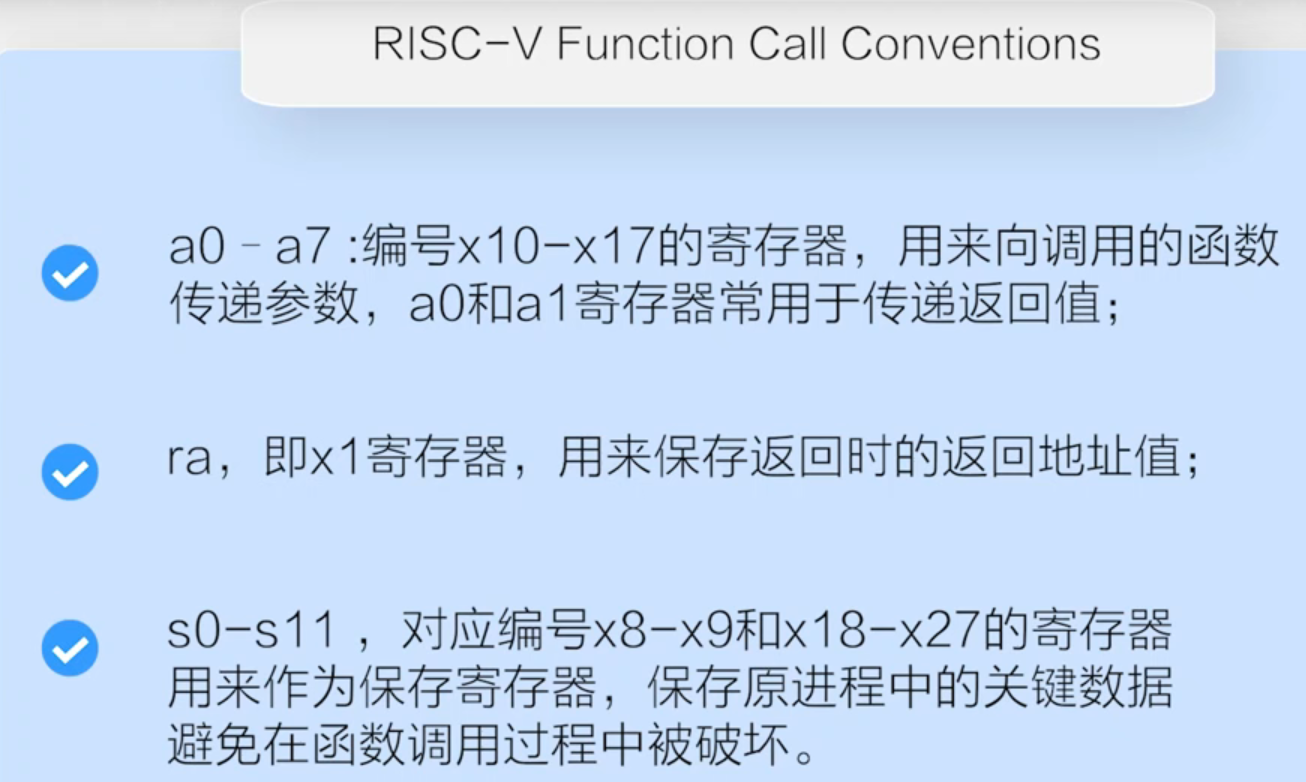 RISC-V Function Call Conventions
a0 - a7 :编号x10-x17的寄存器，用来向调用的函数
传递参数，a0和a1寄存器常用于传递返回值；
ra，即x1寄存器，用来保存返回时的返回地址值；
s0-s11 ，对应编号x8-x9和x18-x27的寄存器
用来作为保存寄存器，保存原进程中的关键数据
避免在函数调用过程中被破坏。